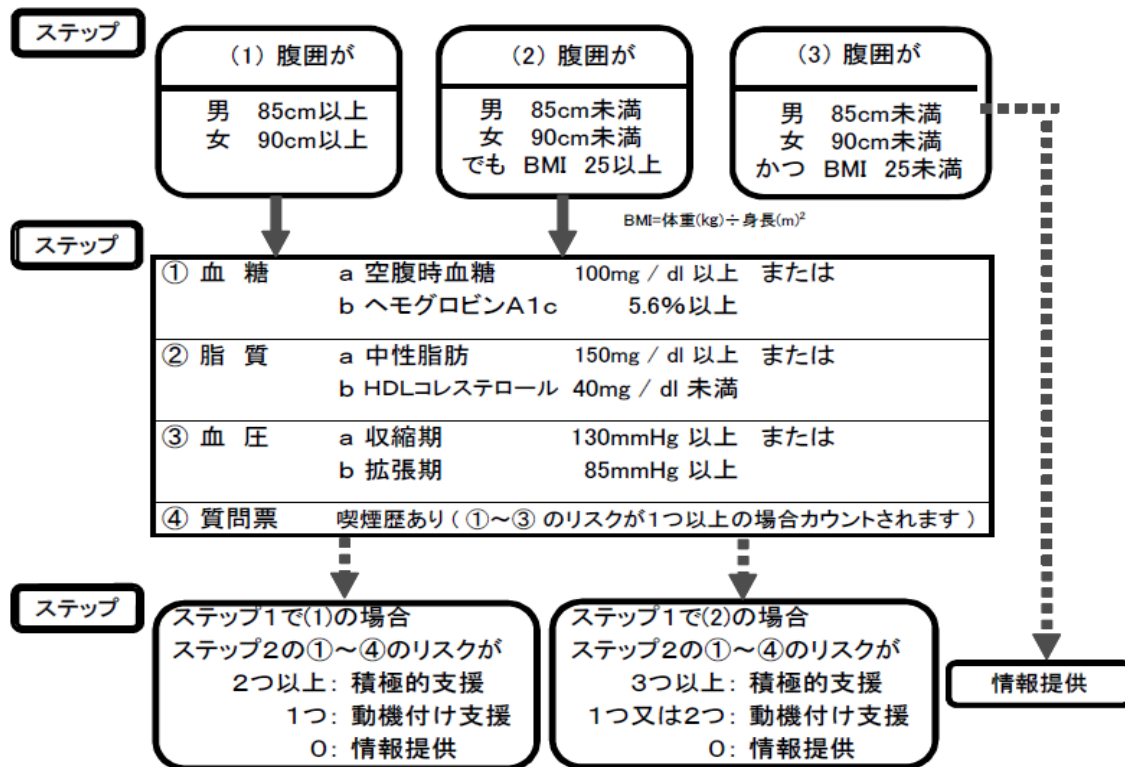 ステップ
(1) 腹囲が
男 85cm以上
女 90cm以上
(2) 腹囲が
男 85cm未満
女 90cm未満
でも BMI 25以上
(3) 腹囲が
男 85cm未満
女 90cm未満
かつ BMI 25未満
BMI=体重(kg)÷身長(m)²
ステップ
① 血 糖 a 空腹時血糖 100mg / dl 以上 または
b ヘモグロビンA1c 5.6%以上
② 脂 質 a 中性脂肪 150mg / dl 以上 または
b HDLコレステロール 40mg / dl 未満
③ 血 圧 a 収縮期 130mmHg 以上 または
b 拡張期 85mmHg 以上
④ 質問票 喫煙歴あり ( ①～③ のリスクが1つ以上の場合カウントされます )
ステップ
ステップ1で(1)の場合
ステップ2の①～④のリスクが
2つ以上: 積極的支援
1つ: 動機付け支援
0: 情報提供
ステップ1で(2)の場合
ステップ2の①～④のリスクが
3つ以上: 積極的支援
1つ又は2つ: 動機付け支援
0: 情報提供
情報提供